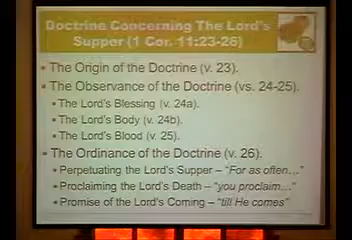 Doctrine Concerning The Lord's
Supper (1 Cor. 11:23-26)
The Origin of the Doctrine (v. 23).
The Observance of the Doctrine (vs. 24-25).
The Lord's Blessing (v. 24a).
The Lord's Body (v. 24b).
The Lord's Blood (v. 25).
The Ordinance of the Doctrine (v. 26).
Perpetuating the Lord's Supper – "For as often…"
Proclaiming the Lord's Death – "you proclaim…"
Promise of the Lord's Coming – "till He comes"